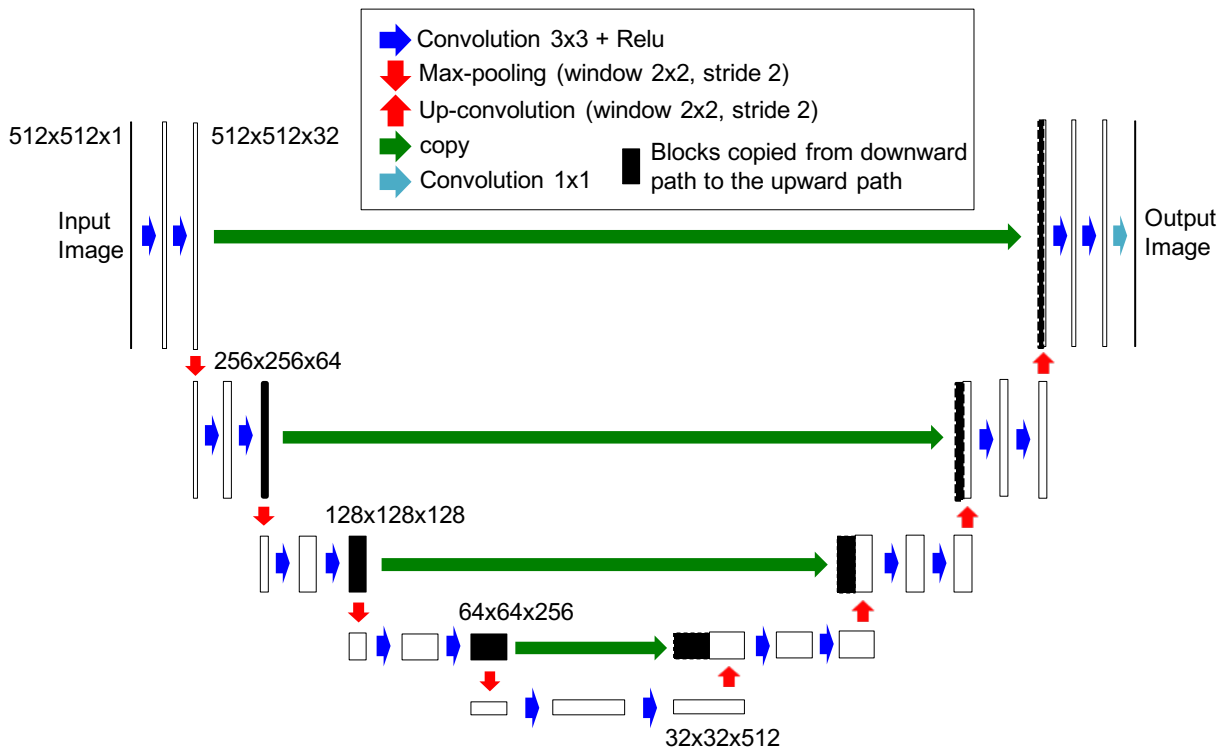 Convolution 3x3 + Relu
Max-pooling (window 2x2, stride 2)
Up-convolution (window 2x2, stride 2)
copy
Convolution 1x1
Blocks copied from downward
path to the upward path
512x512x1
512x512x32
Input
Image
Output
Image
256x256x64
128x128x128
64x64x256
32x32x512